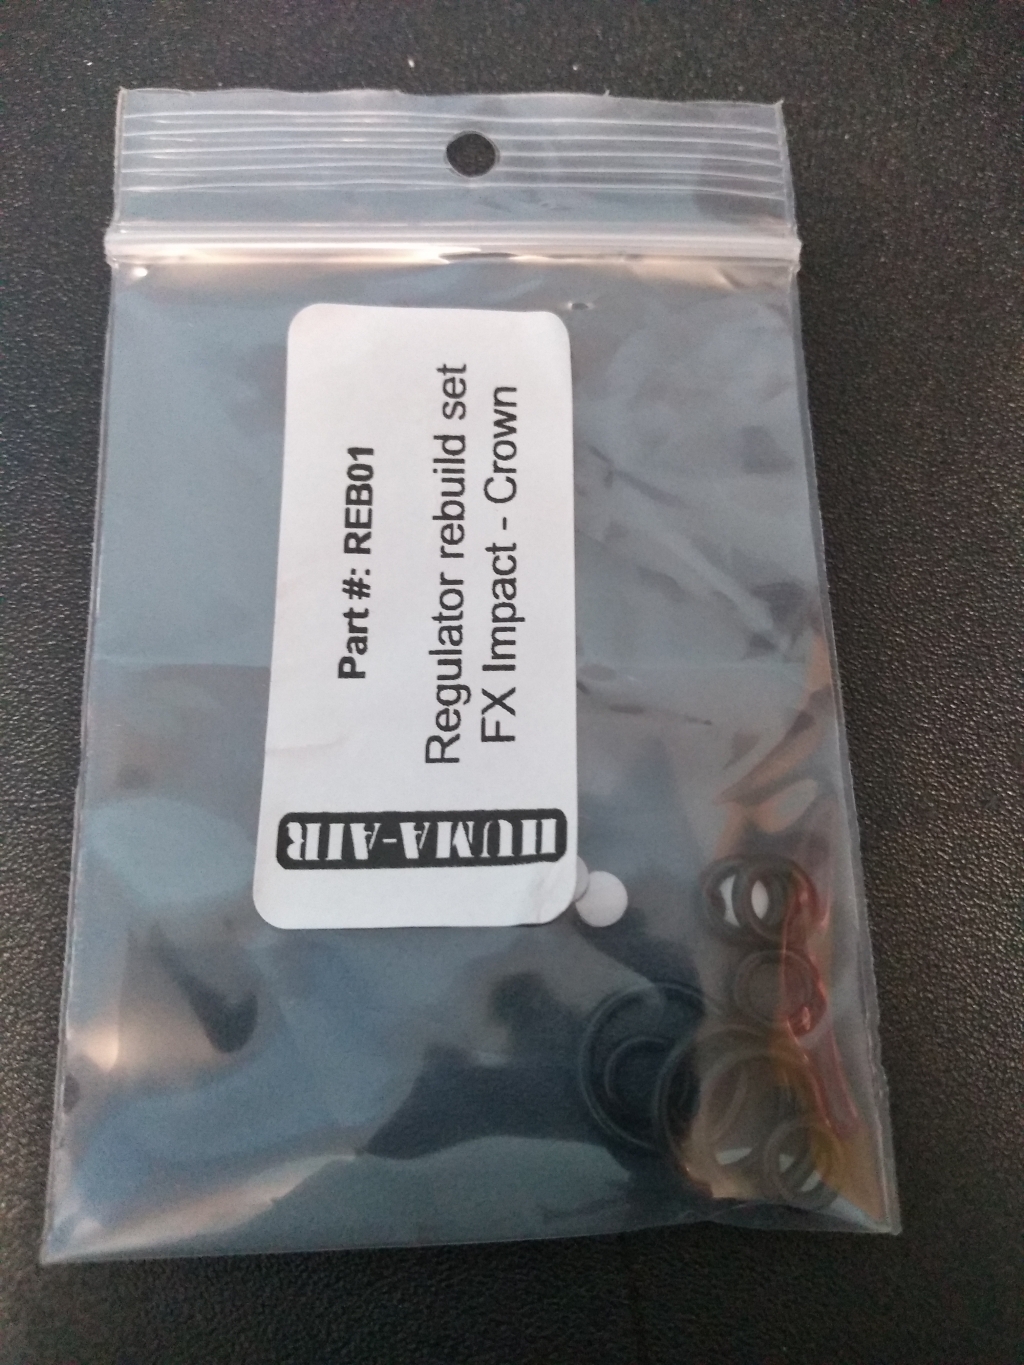 Part #: REB01
Regulator rebuild set
FX Impact - Crown
HUMA-AIR